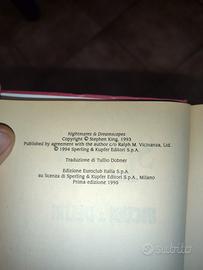 Nightmares & Dreamscapes
Copyright © Stephen King, 1993
Published by agreement with the author c/o Ralph M. Vicinanza, Ltd.
© 1994 Sperling & Kupfer Editori S.p.A.
Traduzione di Tullio Dobner
Edizione Euroclub Italia S.p.A.
su licenza di Sperling & Kupfer Editori S.p.A., Milano
Prima edizione 1995
subito